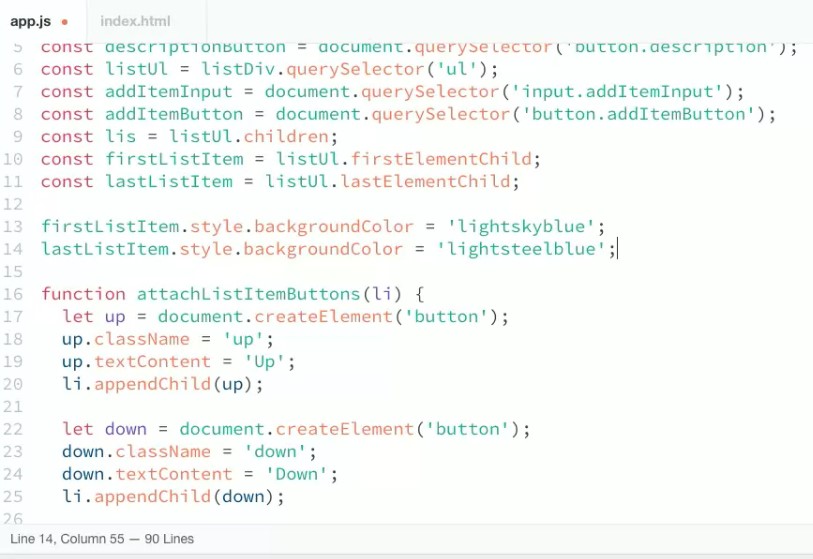 app.js
index.html
5 const descriptionButton = document.querySelector('button.description');
6 const listUl = listDiv.querySelector('ul');
7 const addItemInput = document.querySelector('input.addItemInput');
8 const addItemButton = document.querySelector('button.addItemButton');
9 const lis = listUl.children;
10 const firstListItem = listUl.firstElementChild;
11 const lastListItem = listUl.lastElementChild;
12
13 firstListItem.style.backgroundColor = 'lightskyblue';
14 lastListItem.style.backgroundColor = 'lightsteelblue';
15
16 function attachListItemButtons(li) {
17   let up = document.createElement('button');
18   up.className = 'up';
19   up.textContent = 'Up';
20   li.appendChild(up);
21
22   let down = document.createElement('button');
23   down.className = 'down';
24   down.textContent = 'Down';
25   li.appendChild(down);
26
Line 14, Column 55 — 90 Lines